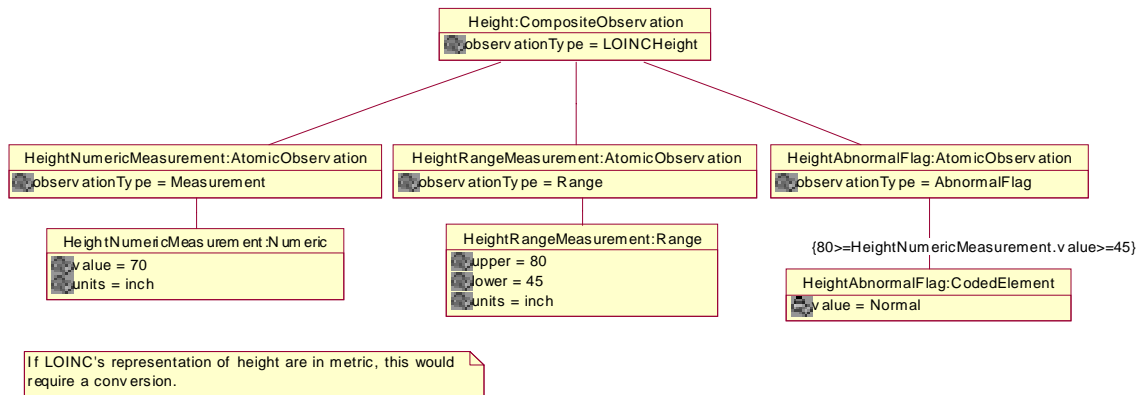 Height:CompositeObservation
observationType = LOINCHeight
HeightNumericMeasurement:AtomicObservation
observationType = Measurement
HeightRangeMeasurement:AtomicObservation
observationType = Range
HeightAbnormalFlag:AtomicObservation
observationType = AbnormalFlag
HeightNumericMeasurement:Numeric
value = 70
units = inch
HeightRangeMeasurement:Range
upper = 80
lower = 45
units = inch
{80>=HeightNumericMeasurement.value>=45}
HeightAbnormalFlag:CodedElement
value = Normal
If LOINC's representation of height are in metric, this would
require a conversion.